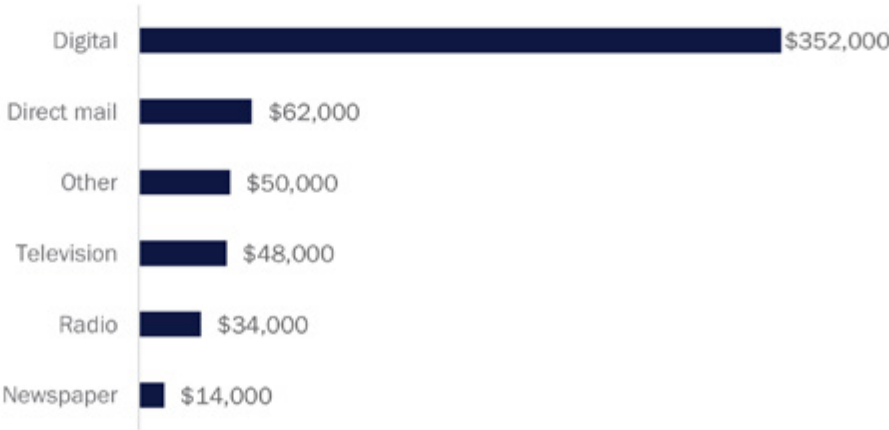 Digital $352,000
Direct mail $62,000
Other $50,000
Television $48,000
Radio $34,000
Newspaper $14,000